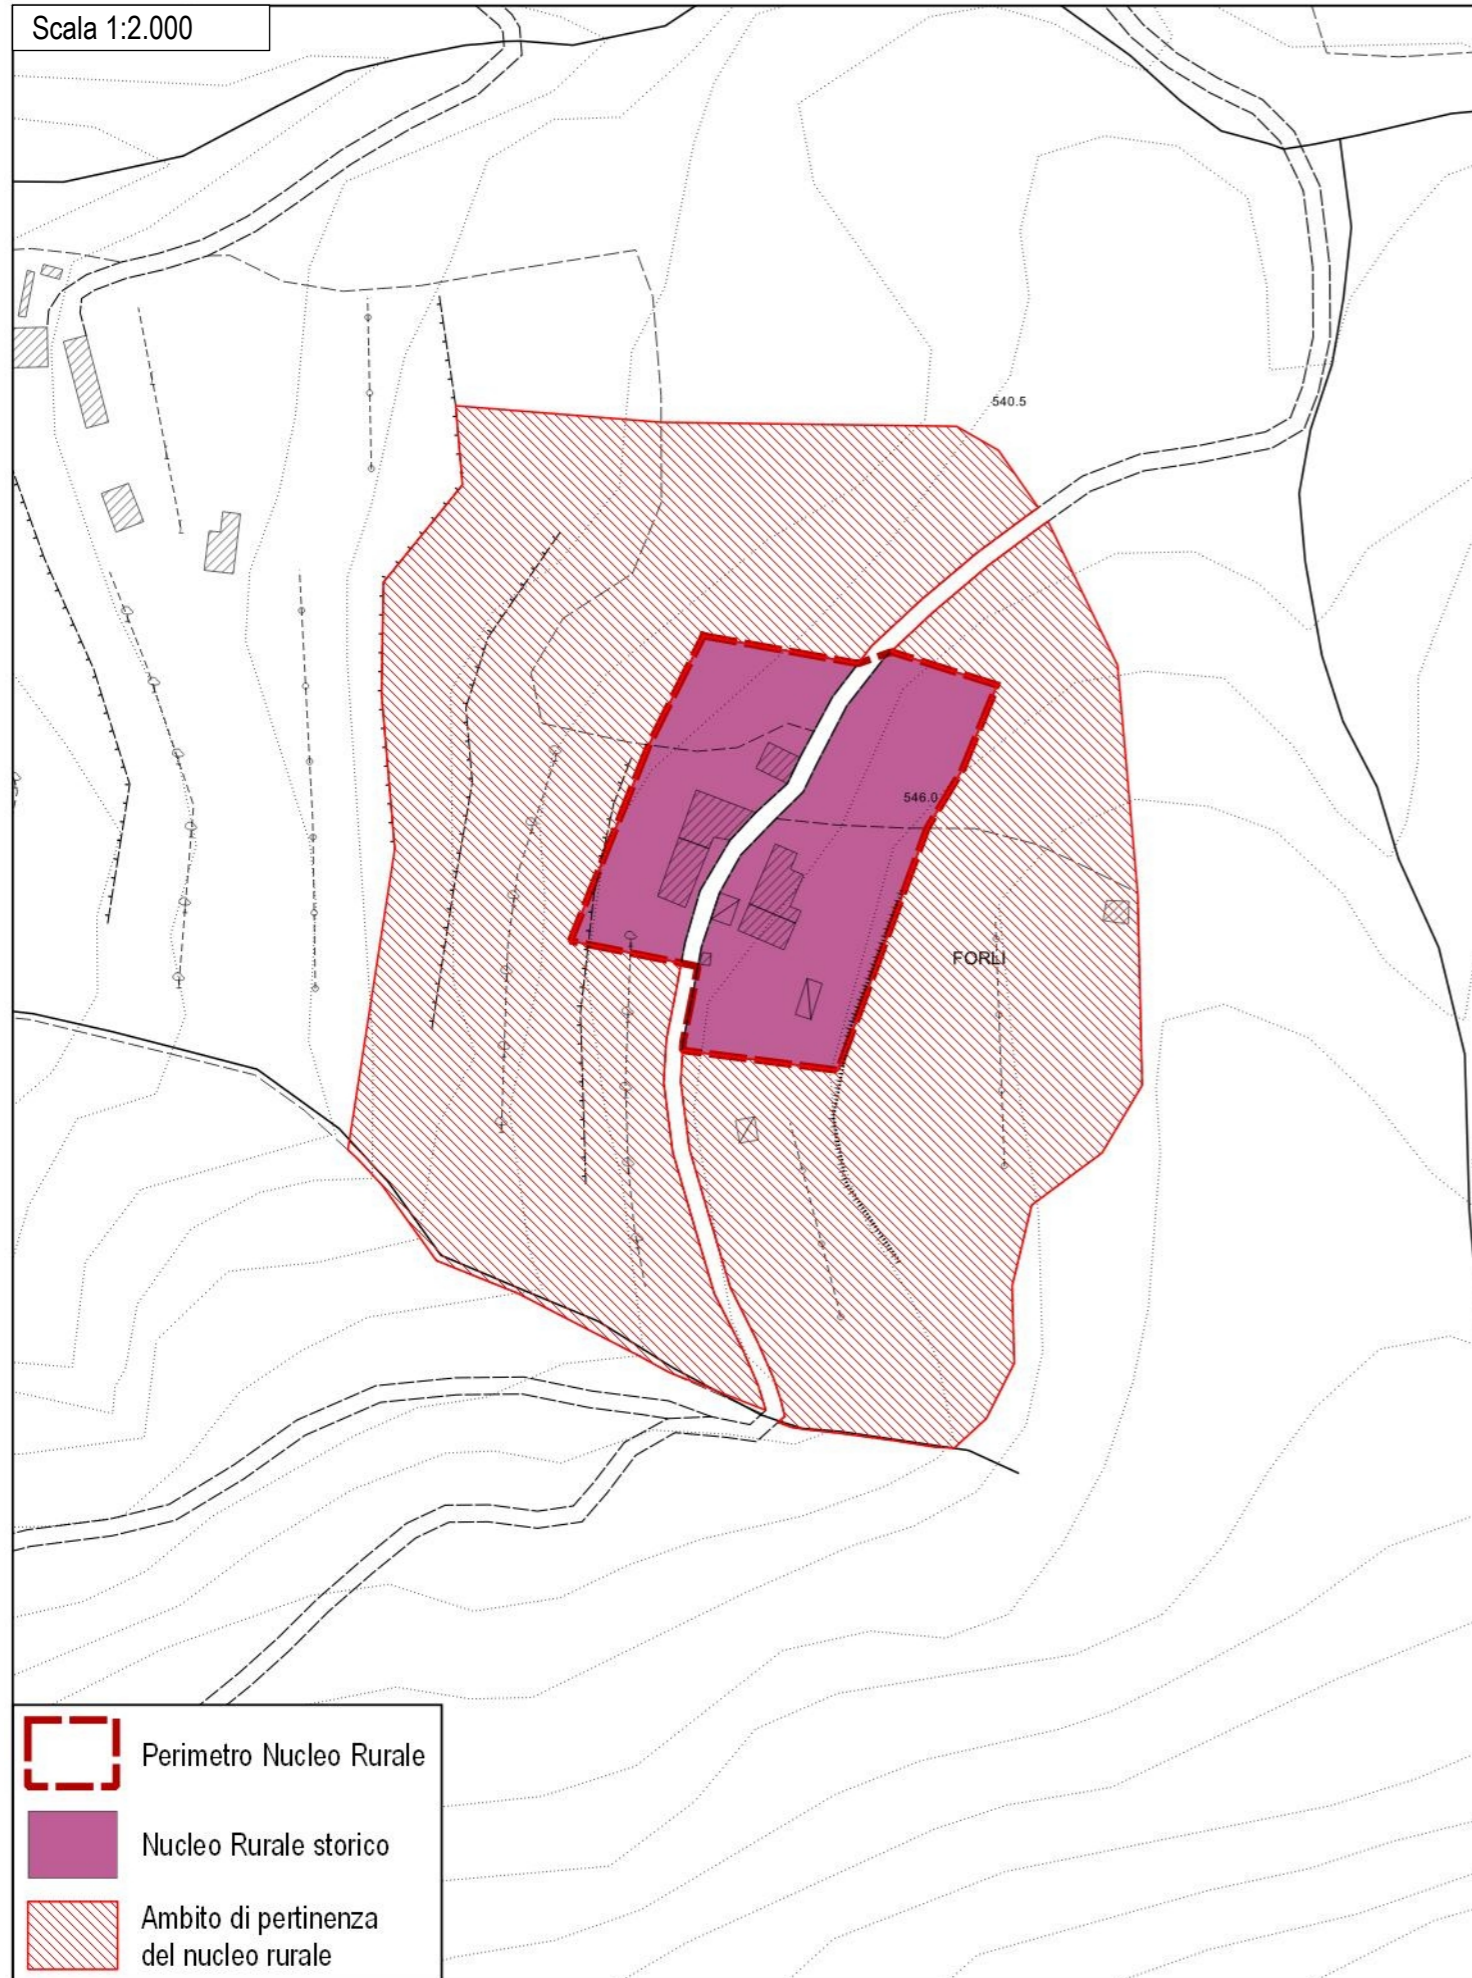 Scala 1:2.000
540.5
546.0
FORLI
Perimetro Nucleo Rurale
Nucleo Rurale storico
Ambito di pertinenza
del nucleo rurale